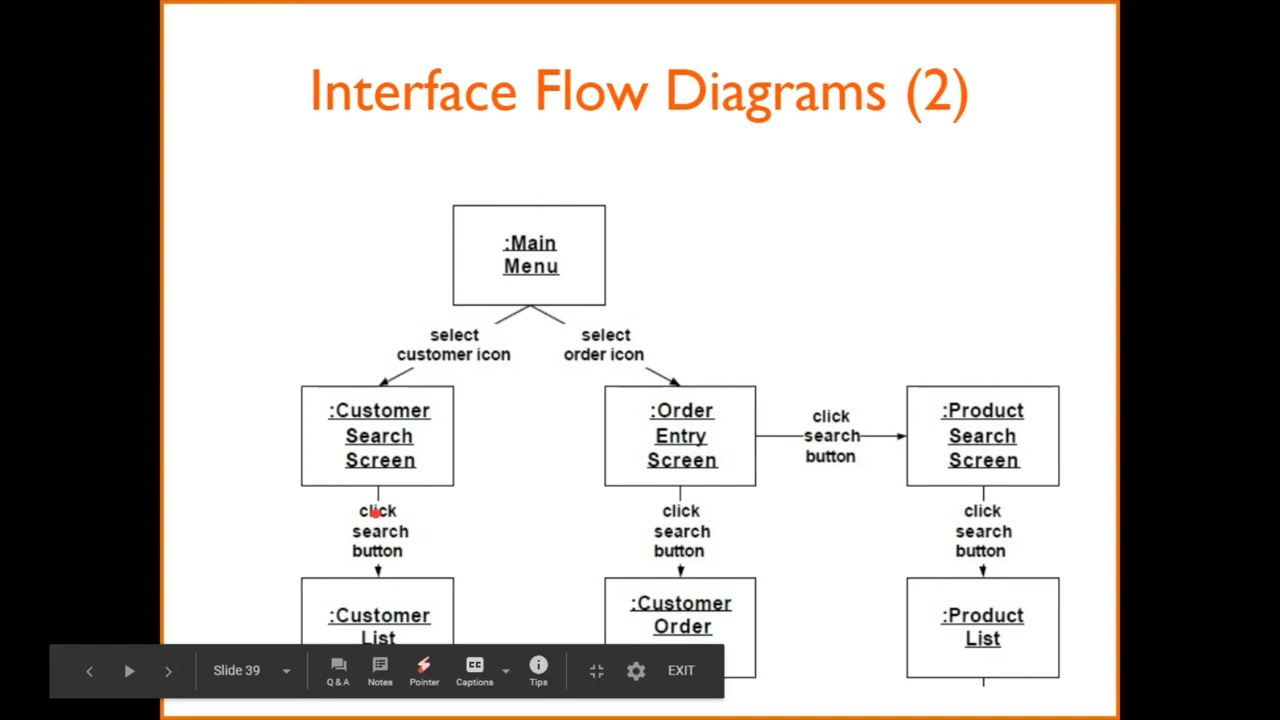 Interface Flow Diagrams (2)
:Main
Menu
select
customer icon
select
order icon
:Customer
Search
Screen
:Order
Entry
Screen
click
search
button
:Product
Search
Screen
click
search
button
click
search
button
click
search
button
:Customer
List
:Customer
Order
:Product
List
Slide 39
Q & A
Notes
Pointer
CC
Captions
Tips
EXIT